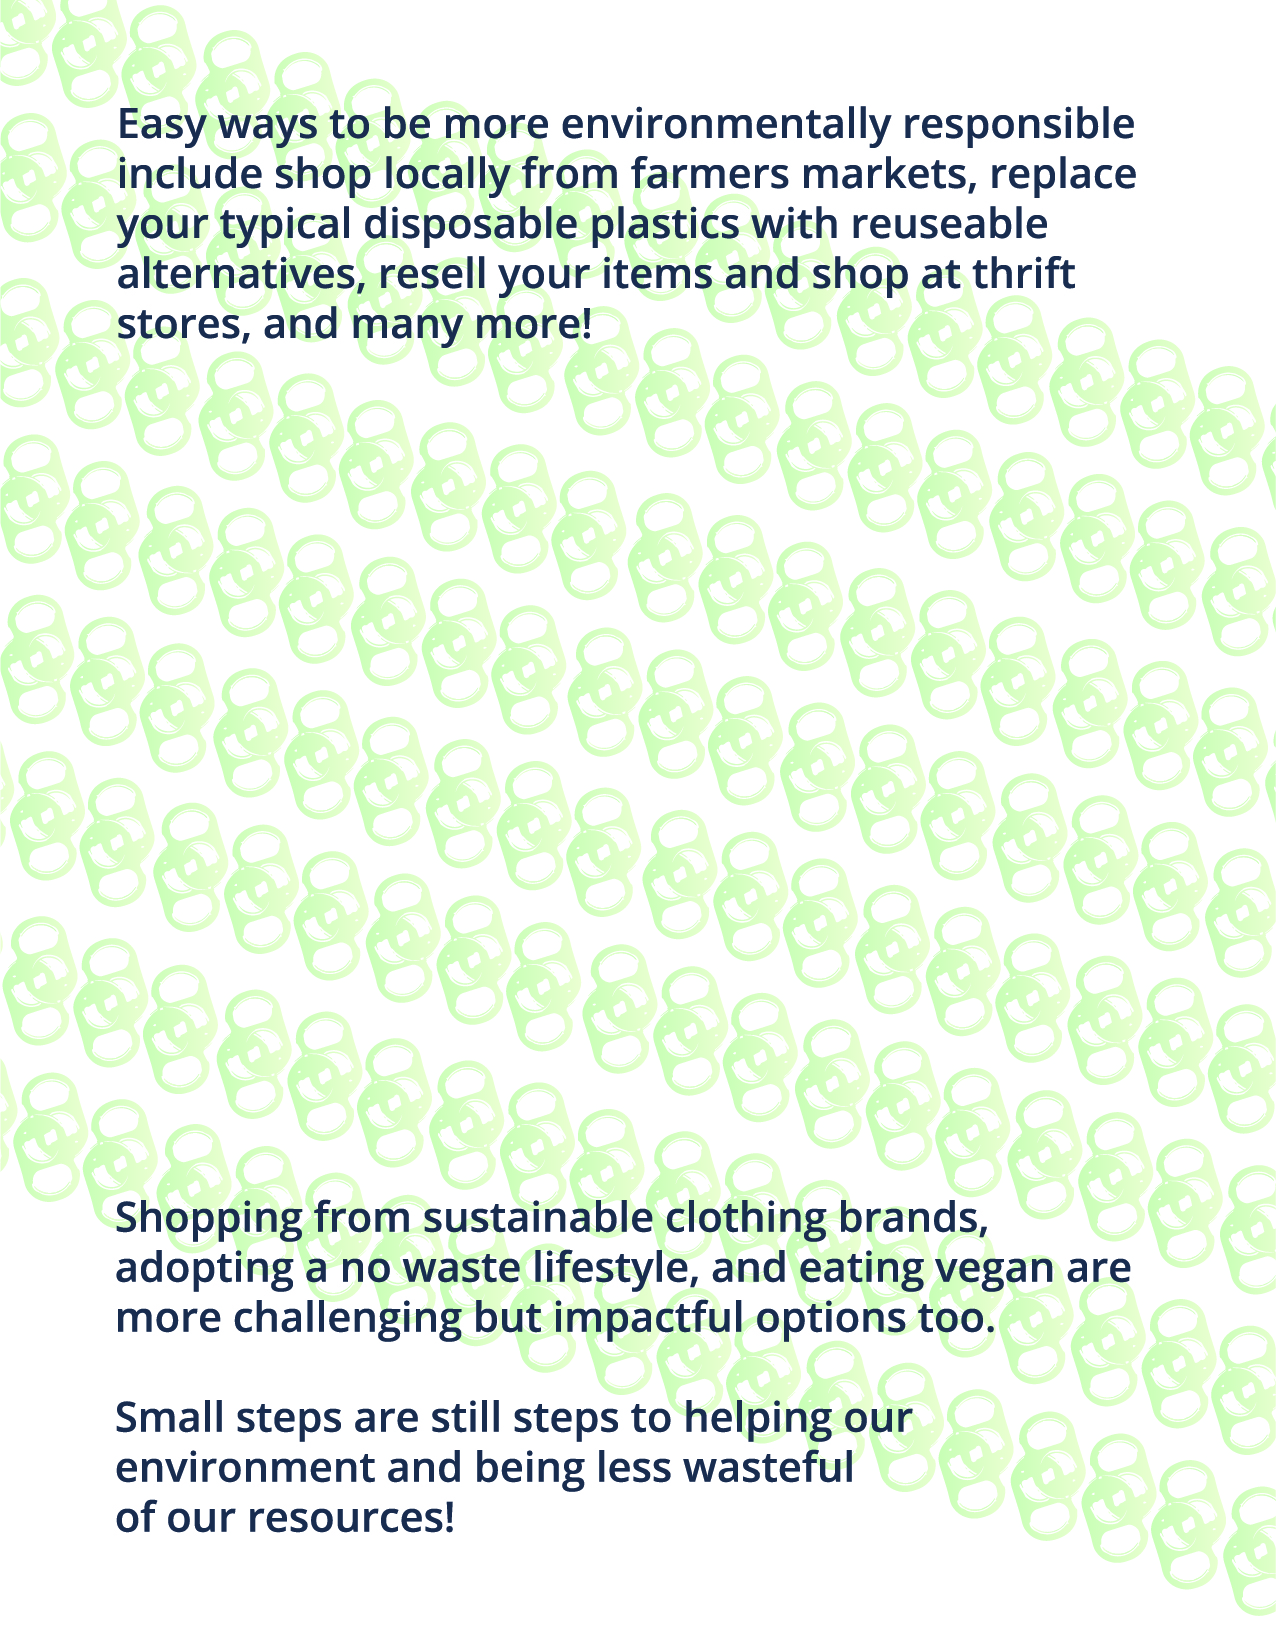 Easy ways to be more environmentally responsible
include shop locally from farmers markets, replace
your typical disposable plastics with reuseable
alternatives, resell your items and shop at thrift
stores, and many more!
Shopping from sustainable clothing brands,
adopting a no waste lifestyle, and eating vegan are
more challenging but impactful options too.
Small steps are still steps to helping our
environment and being less wasteful
of our resources!